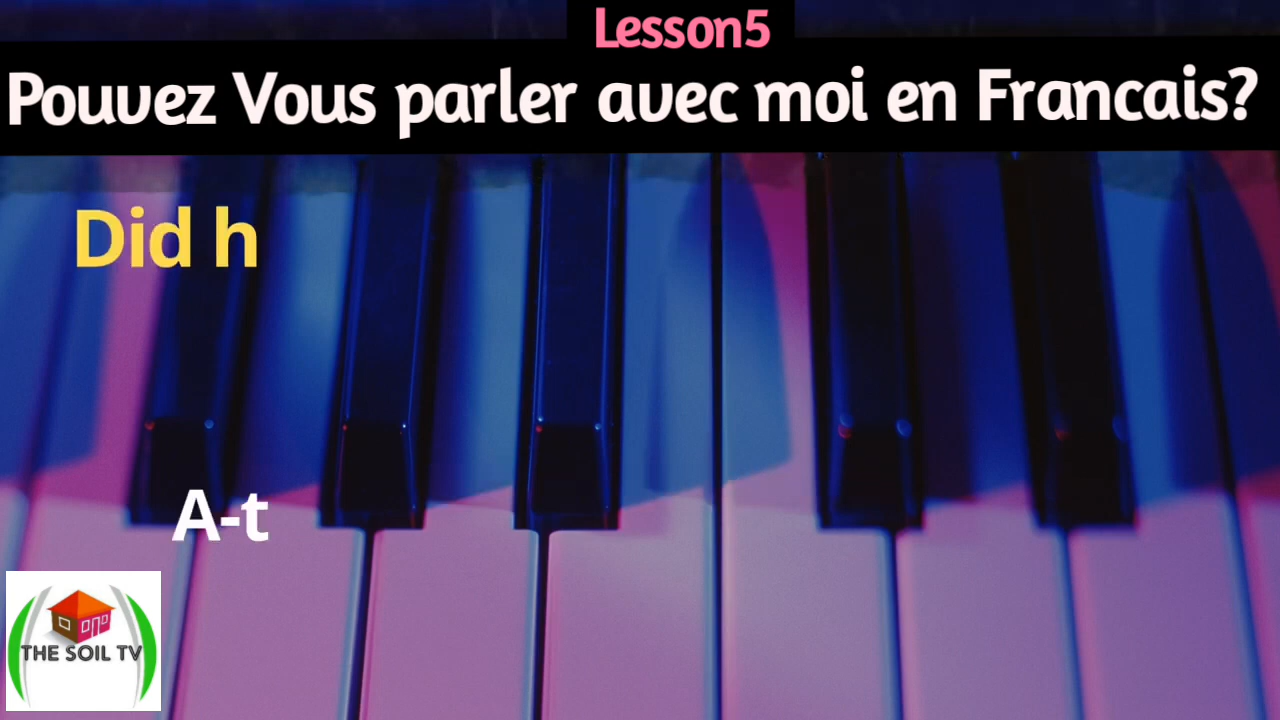 Lesson5
Pouvez Vous parler avec moi en Francais?
Did h
A-t
THE SOIL TV